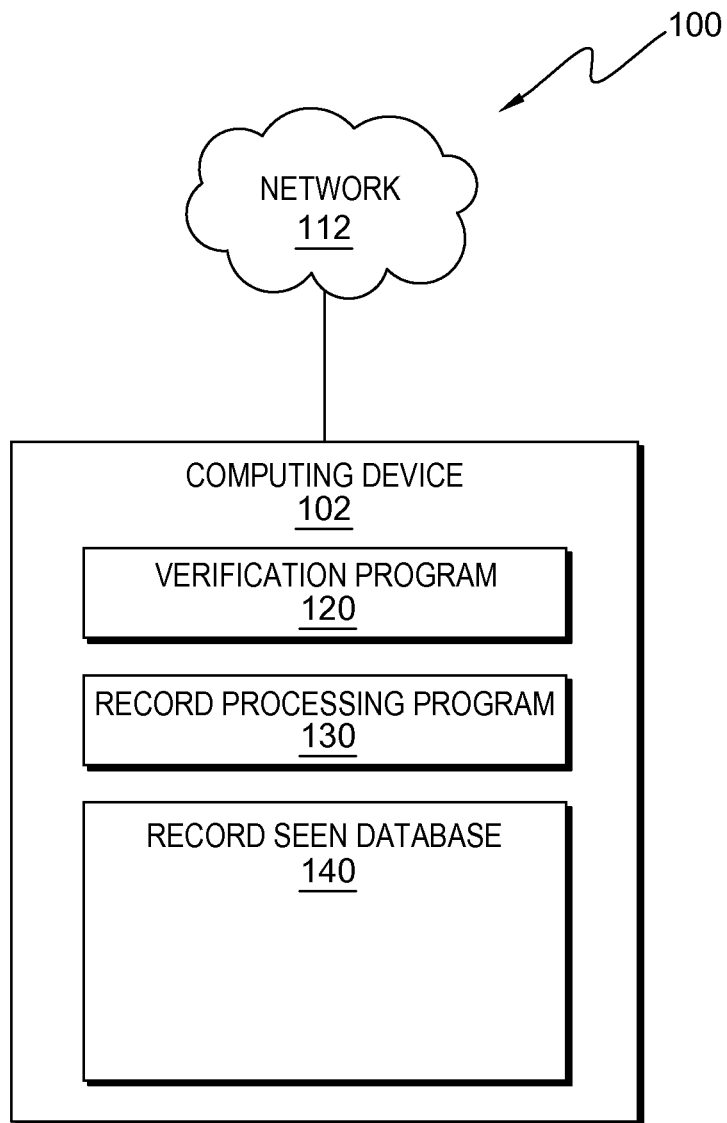 100
NETWORK
112
COMPUTING DEVICE
102
VERIFICATION PROGRAM
120
RECORD PROCESSING PROGRAM
130
RECORD SEEN DATABASE
140